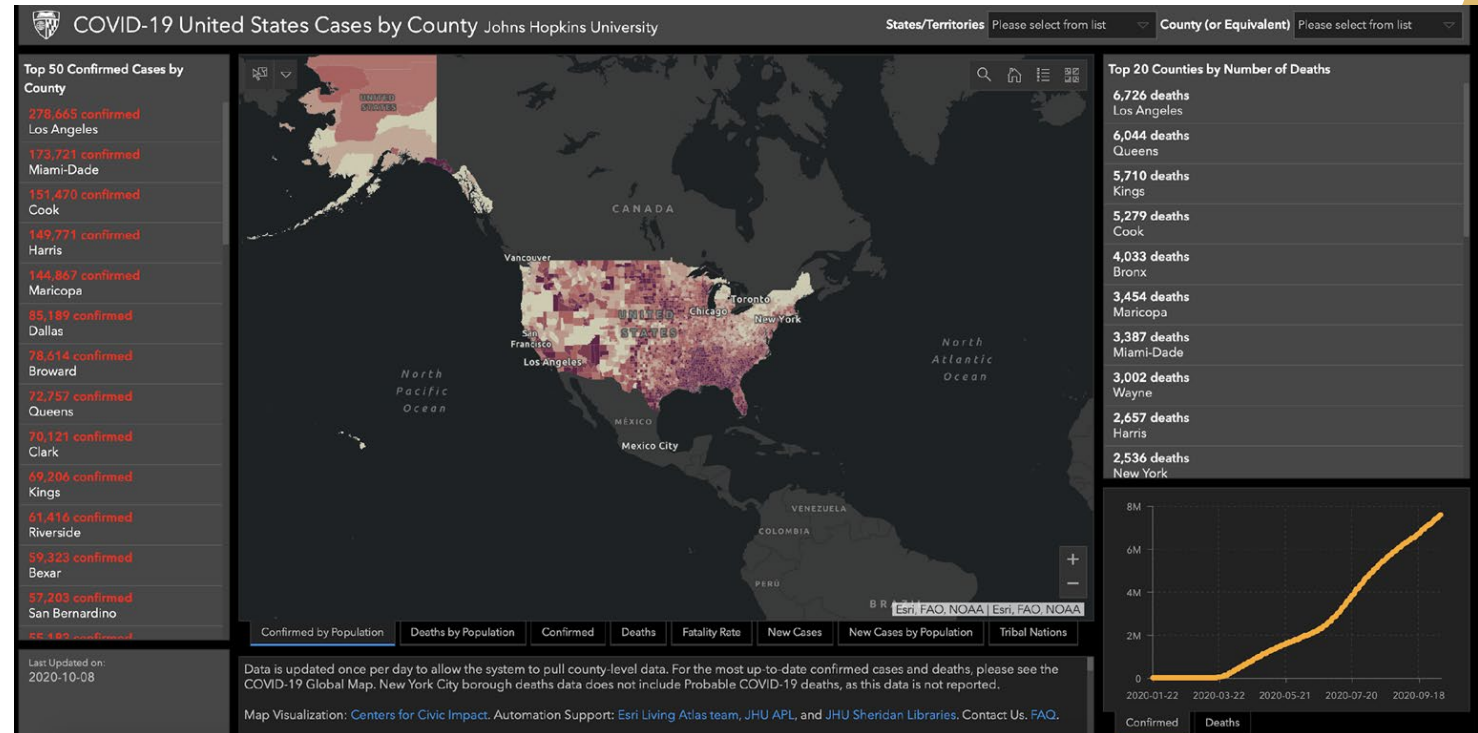 COVID-19 United States Cases by County Johns Hopkins University
States/Territories Please select from list County (or Equivalent) Please select from list
Top 50 Confirmed Cases by
County
278,665 confirmed
Los Angeles
173,721 confirmed
Miami-Dade
151,470 confirmed
Cook
149,771 confirmed
Harris
144,867 confirmed
Maricopa
85,189 confirmed
Dallas
78,614 confirmed
Broward
72,757 confirmed
Queens
70,121 confirmed
Clark
69,206 confirmed
Kings
61,416 confirmed
Riverside
59,323 confirmed
Bexar
57,203 confirmed
San Bernardino
55,182 confirmed
Last Updated on:
2020-10-08
UNITED
STATES
CANADA
Vancouver
Toronto
UNITED
STATES
Chicago
New York
San
Francisco
Los Angeles
North
Pacific
Ocean
North
Atlantic
Ocean
MÉXICO
Mexico City
VENEZUELA
COLOMBIA
PERÚ
Esri, FAO, NOAA | Esri, FAO, NOAA
Confirmed by Population Deaths by Population Confirmed Deaths Fatality Rate New Cases New Cases by Population Tribal Nations
Data is updated once per day to allow the system to pull county-level data. For the most up-to-date confirmed cases and deaths, please see the
COVID-19 Global Map. New York City borough deaths data does not include Probable COVID-19 deaths, as this data is not reported.
Map Visualization: Centers for Civic Impact. Automation Support: Esri Living Atlas team, JHU APL, and JHU Sheridan Libraries. Contact Us. FAQ.
Top 20 Counties by Number of Deaths
6,726 deaths
Los Angeles
6,044 deaths
Queens
5,710 deaths
Kings
5,279 deaths
Cook
4,033 deaths
Bronx
3,454 deaths
Maricopa
3,387 deaths
Miami-Dade
3,002 deaths
Wayne
2,657 deaths
Harris
2,536 deaths
New York
8M
6M
4M
2M
0
2020-01-22 2020-03-22 2020-05-21 2020-07-20 2020-09-18
Confirmed Deaths